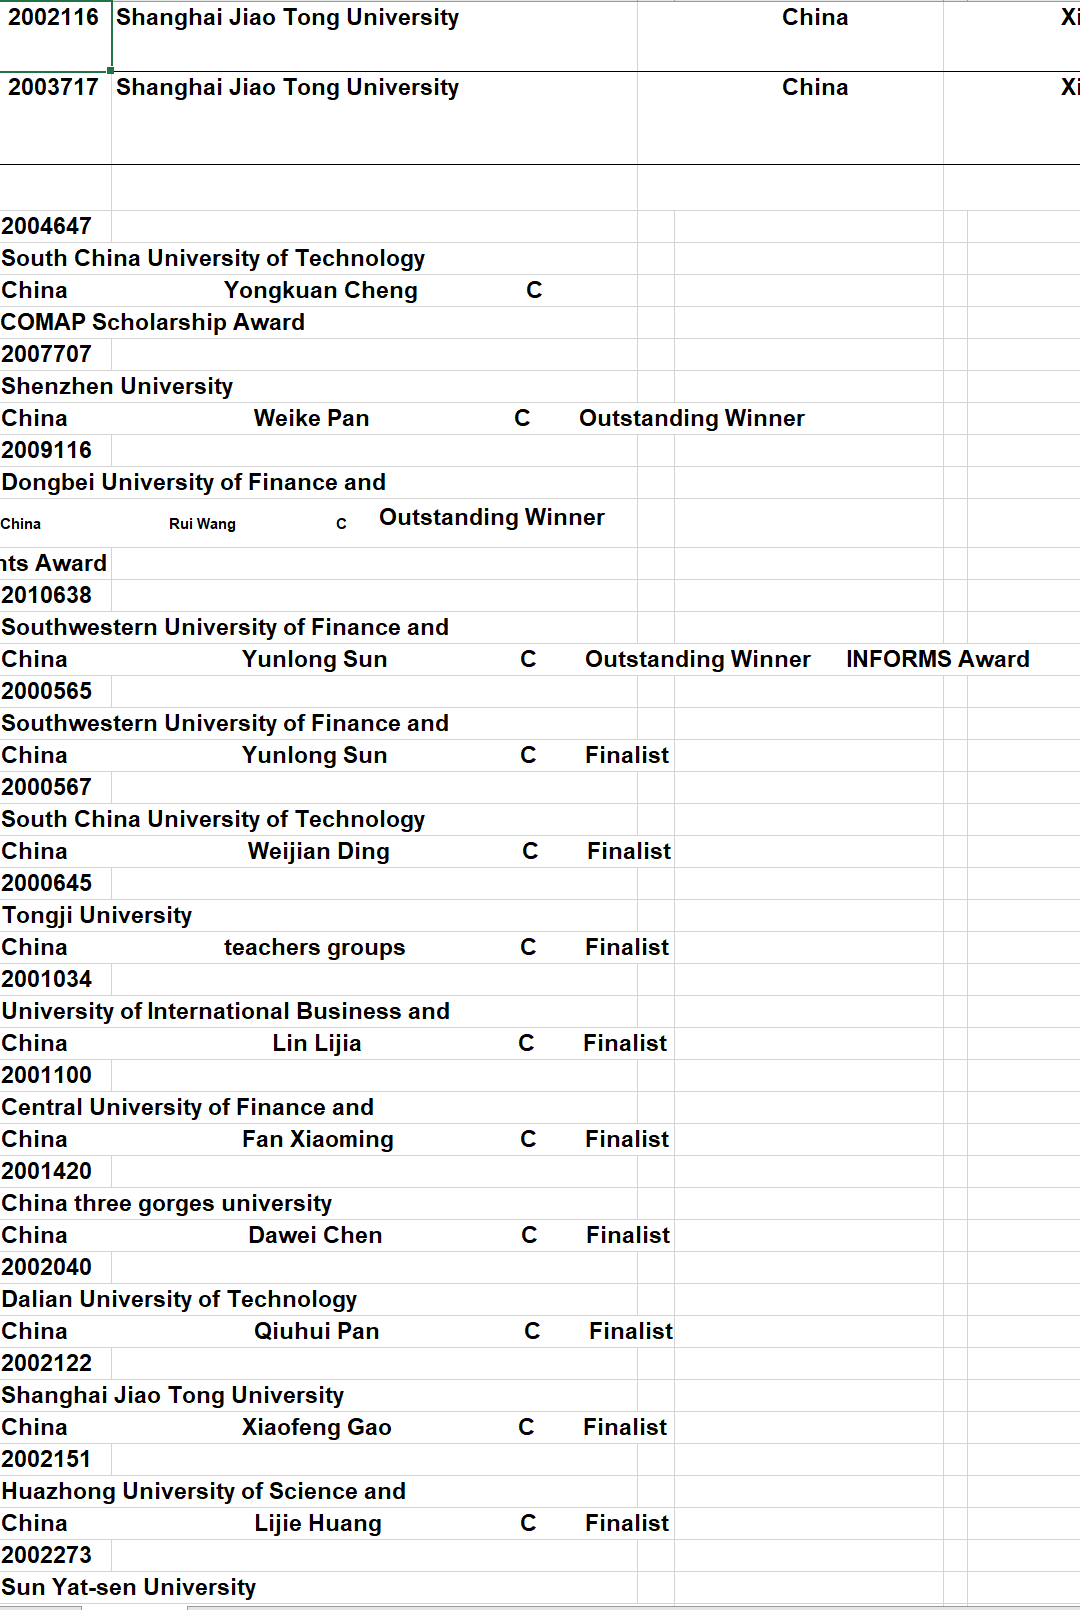 2002116 Shanghai Jiao Tong University China Xi
2003717 Shanghai Jiao Tong University China Xi
2004647
South China University of Technology
China Yongkuan Cheng C
COMAP Scholarship Award
2007707
Shenzhen University
China Weike Pan C Outstanding Winner
2009116
Dongbei University of Finance and
China Rui Wang C Outstanding Winner
nts Award
2010638
Southwestern University of Finance and
China Yunlong Sun C Outstanding Winner INFORMS Award
2000565
Southwestern University of Finance and
China Yunlong Sun C Finalist
2000567
South China University of Technology
China Weijian Ding C Finalist
2000645
Tongji University
China teachers groups C Finalist
2001034
University of International Business and
China Lin Lijia C Finalist
2001100
Central University of Finance and
China Fan Xiaoming C Finalist
2001420
China three gorges university
China Dawei Chen C Finalist
2002040
Dalian University of Technology
China Qiuhui Pan C Finalist
2002122
Shanghai Jiao Tong University
China Xiaofeng Gao C Finalist
2002151
Huazhong University of Science and
China Lijie Huang C Finalist
2002273
Sun Yat-sen University